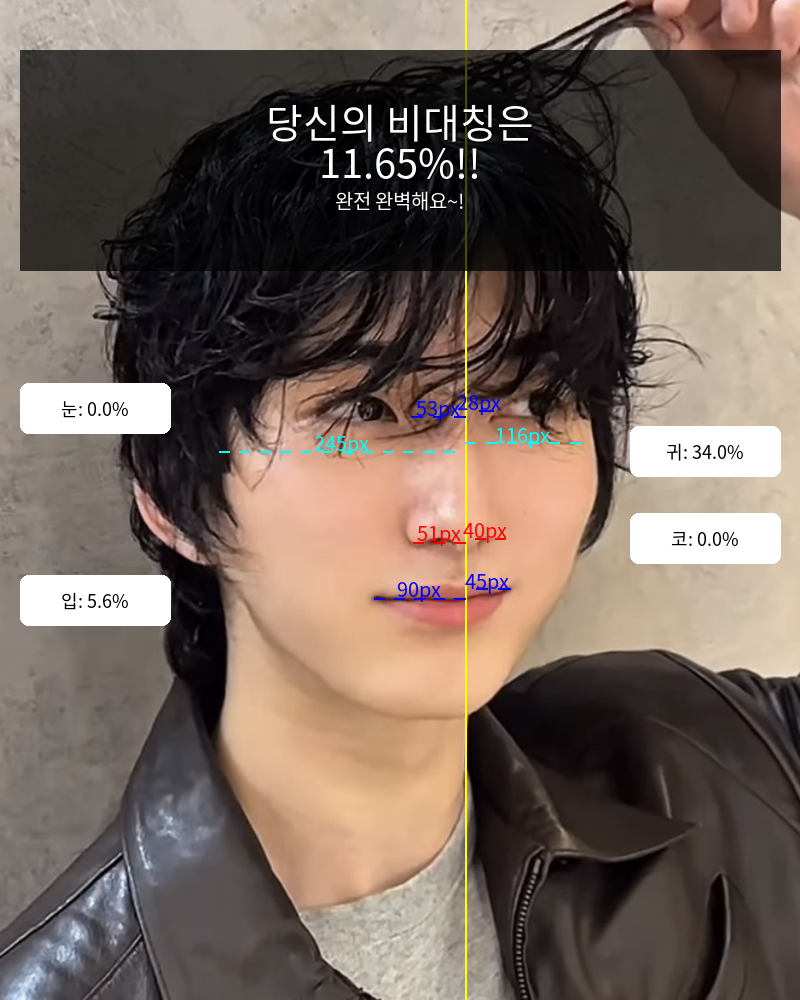 당신의 비대칭은
11.65%!!
완전 완벽해요~!
눈: 0.0%
53px
28px
245px
116px
귀: 34.0%
51px
40px
코: 0.0%
입: 5.6%
90px
45px